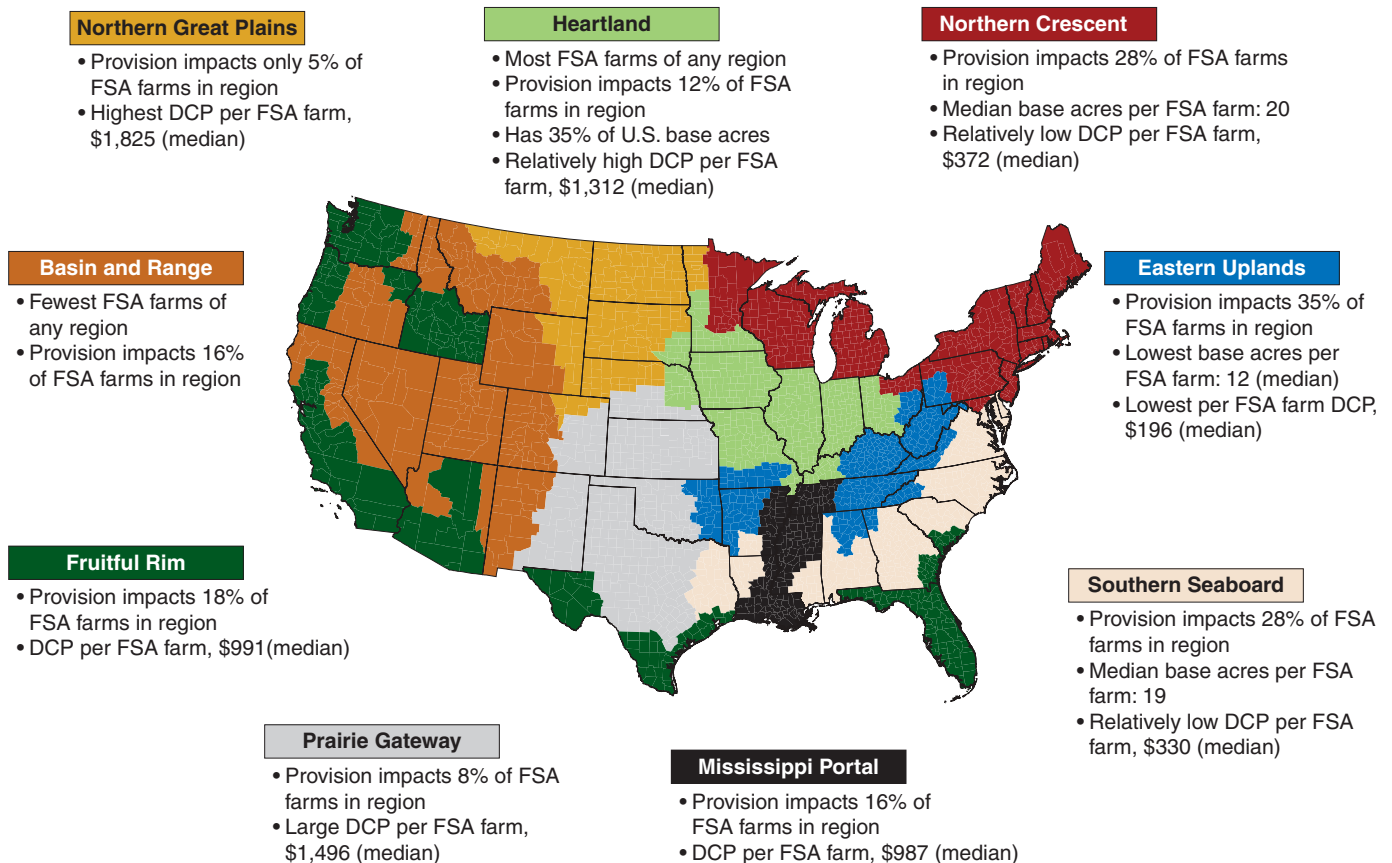 Northern Great Plains
• Provision impacts only 5% of
FSA farms in region
• Highest DCP per FSA farm,
$1,825 (median)
Heartland
• Most FSA farms of any region
• Provision impacts 12% of FSA
farms in region
• Has 35% of U.S. base acres
• Relatively high DCP per FSA
farm, $1,312 (median)
Northern Crescent
• Provision impacts 28% of FSA farms
in region
• Median base acres per FSA farm: 20
• Relatively low DCP per FSA farm,
$372 (median)
Basin and Range
• Fewest FSA farms of
any region
• Provision impacts 16%
of FSA farms in region
Eastern Uplands
• Provision impacts 35% of
FSA farms in region
• Lowest base acres per
FSA farm: 12 (median)
• Lowest per FSA farm DCP,
$196 (median)
Fruitful Rim
• Provision impacts 18% of
FSA farms in region
• DCP per FSA farm, $991(median)
Southern Seaboard
• Provision impacts 28% of FSA
farms in region
• Median base acres per FSA
farm: 19
• Relatively low DCP per FSA
farm, $330 (median)
Prairie Gateway
• Provision impacts 8% of FSA
farms in region
• Large DCP per FSA farm,
$1,496 (median)
Mississippi Portal
• Provision impacts 16% of
FSA farms in region
• DCP per FSA farm, $987 (median)